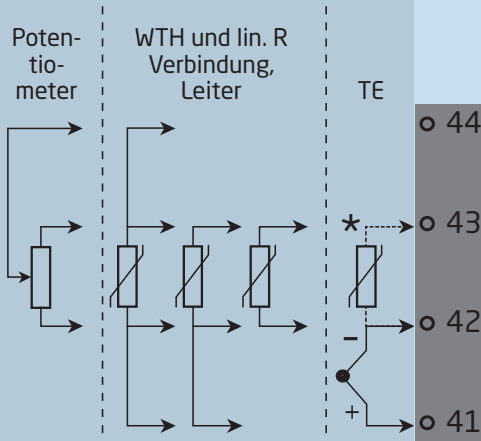 Poten-
tio-
meter
WTH und lin. R
Verbindung,
Leiter
TE
44
*
43
42
–
+
41